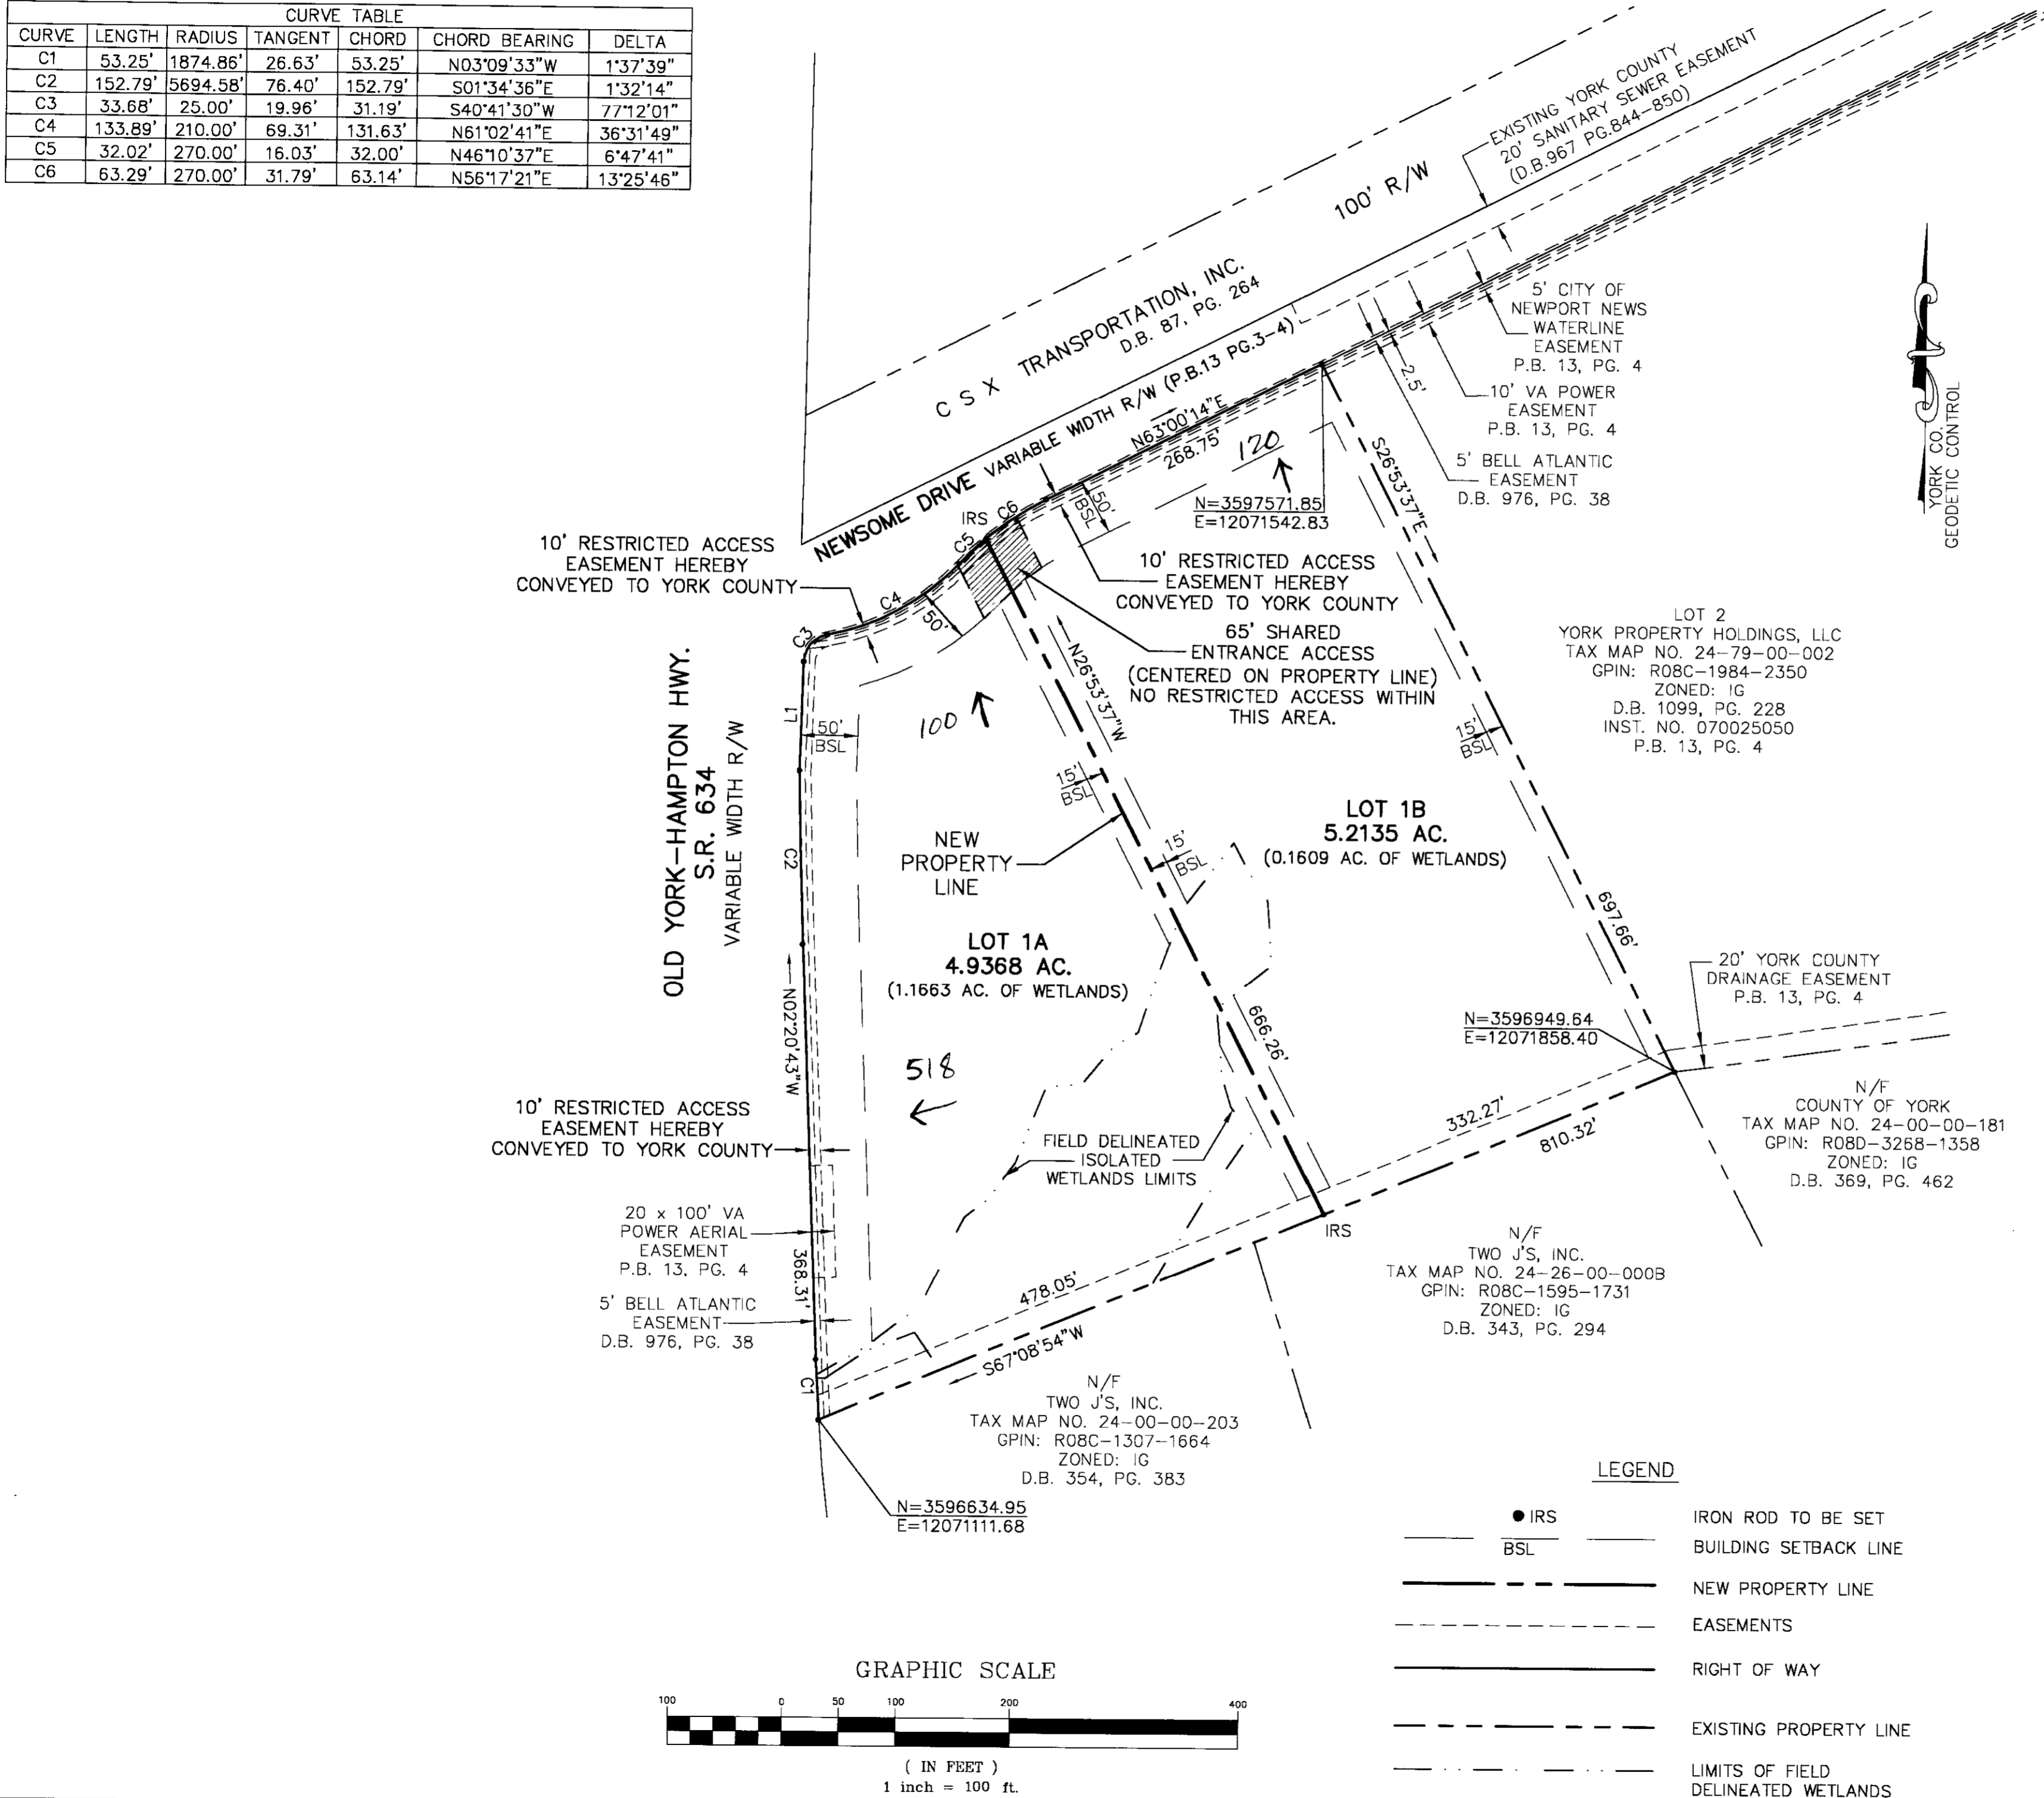 CURVE TABLE
CURVE LENGTH RADIUS TANGENT CHORD CHORD BEARING DELTA
C1 53.25' 1874.86' 26.63' 53.25' N03°09'33"W 1°37'39"
C2 152.79' 5694.58' 76.40' 152.79' S01°34'36"E 1°32'14"
C3 33.68' 25.00' 19.96' 31.19' S40°41'30"W 77°12'01"
C4 133.89' 210.00' 69.31' 131.63' N61°02'41"E 36°31'49"
C5 32.02' 270.00' 16.03' 32.00' N46°10'37"E 6°47'41"
C6 63.29' 270.00' 31.79' 63.14' N56°17'21"E 13°25'46"
EXISTING YORK COUNTY
20' SANITARY SEWER EASEMENT
(D.B.967 PG.844-850)
100' R/W
C S X TRANSPORTATION, INC.
D.B. 87, PG. 264
NEWSOME DRIVE VARIABLE WIDTH R/W (P.B.13 PG.3-4)
N63°00'14"E
268.75'
120
5' CITY OF
NEWPORT NEWS
WATERLINE
EASEMENT
P.B. 13, PG. 4
2.5'
10' VA POWER
EASEMENT
P.B. 13, PG. 4
5' BELL ATLANTIC
EASEMENT
D.B. 976, PG. 38
YORK CO.
GEODETIC CONTROL
S26°53'37"E
N=3597571.85
E=12071542.83
50'
BSL
IRS
C6
C5
C4
C3
50'
10' RESTRICTED ACCESS
EASEMENT HEREBY
CONVEYED TO YORK COUNTY
10' RESTRICTED ACCESS
EASEMENT HEREBY
CONVEYED TO YORK COUNTY
65' SHARED
ENTRANCE ACCESS
(CENTERED ON PROPERTY LINE)
NO RESTRICTED ACCESS WITHIN
THIS AREA.
LOT 2
YORK PROPERTY HOLDINGS, LLC
TAX MAP NO. 24-79-00-002
GPIN: R08C-1984-2350
ZONED: IG
D.B. 1099, PG. 228
INST. NO. 070025050
P.B. 13, PG. 4
OLD YORK-HAMPTON HWY.
S.R. 634
VARIABLE WIDTH R/W
L1
50'
BSL
100
N26°53'37"W
15'
BSL
15'
BSL
15'
BSL
C2
NEW
PROPERTY
LINE
LOT 1B
5.2135 AC.
(0.1609 AC. OF WETLANDS)
LOT 1A
4.9368 AC.
(1.1663 AC. OF WETLANDS)
697.66'
20' YORK COUNTY
DRAINAGE EASEMENT
P.B. 13, PG. 4
N=3596949.64
E=12071858.40
N02°20'43"W
666.26'
518
10' RESTRICTED ACCESS
EASEMENT HEREBY
CONVEYED TO YORK COUNTY
FIELD DELINEATED
ISOLATED
WETLANDS LIMITS
332.27'
810.32'
N/F
COUNTY OF YORK
TAX MAP NO. 24-00-00-181
GPIN: R08D-3268-1358
ZONED: IG
D.B. 369, PG. 462
20 x 100' VA
POWER AERIAL
EASEMENT
P.B. 13, PG. 4
368.31'
5' BELL ATLANTIC
EASEMENT
D.B. 976, PG. 38
IRS
N/F
TWO J'S, INC.
TAX MAP NO. 24-26-00-000B
GPIN: R08C-1595-1731
ZONED: IG
D.B. 343, PG. 294
478.05'
S67°08'54"W
C1
N/F
TWO J'S, INC.
TAX MAP NO. 24-00-00-203
GPIN: R08C-1307-1664
ZONED: IG
D.B. 354, PG. 383
N=3596634.95
E=12071111.68
LEGEND
IRS IRON ROD TO BE SET
BSL BUILDING SETBACK LINE
NEW PROPERTY LINE
EASEMENTS
RIGHT OF WAY
EXISTING PROPERTY LINE
LIMITS OF FIELD
DELINEATED WETLANDS
GRAPHIC SCALE
100 0 50 100 200 400
( IN FEET )
1 inch = 100 ft.